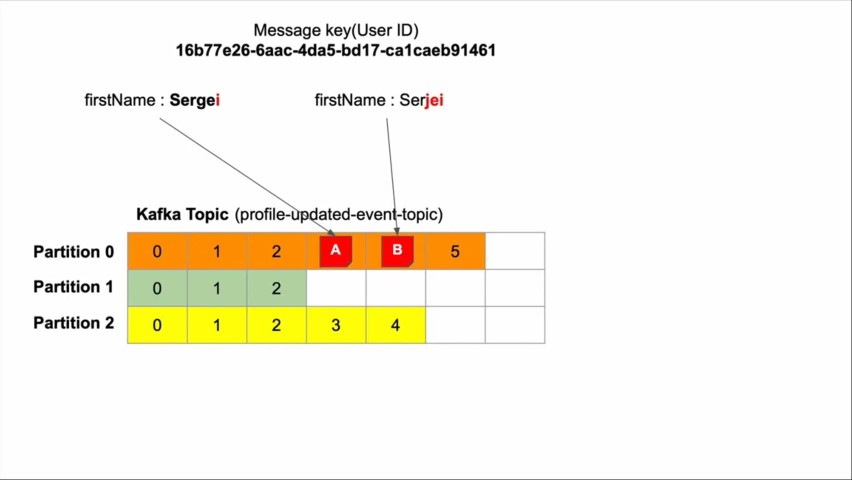 Message key(User ID)
16b77e26-6aac-4da5-bd17-ca1caeb91461
firstName : Sergei
firstName : Serjei
Kafka Topic (profile-updated-event-topic)
Partition 0 0 1 2 A B 5
Partition 1 0 1 2
Partition 2 0 1 2 3 4